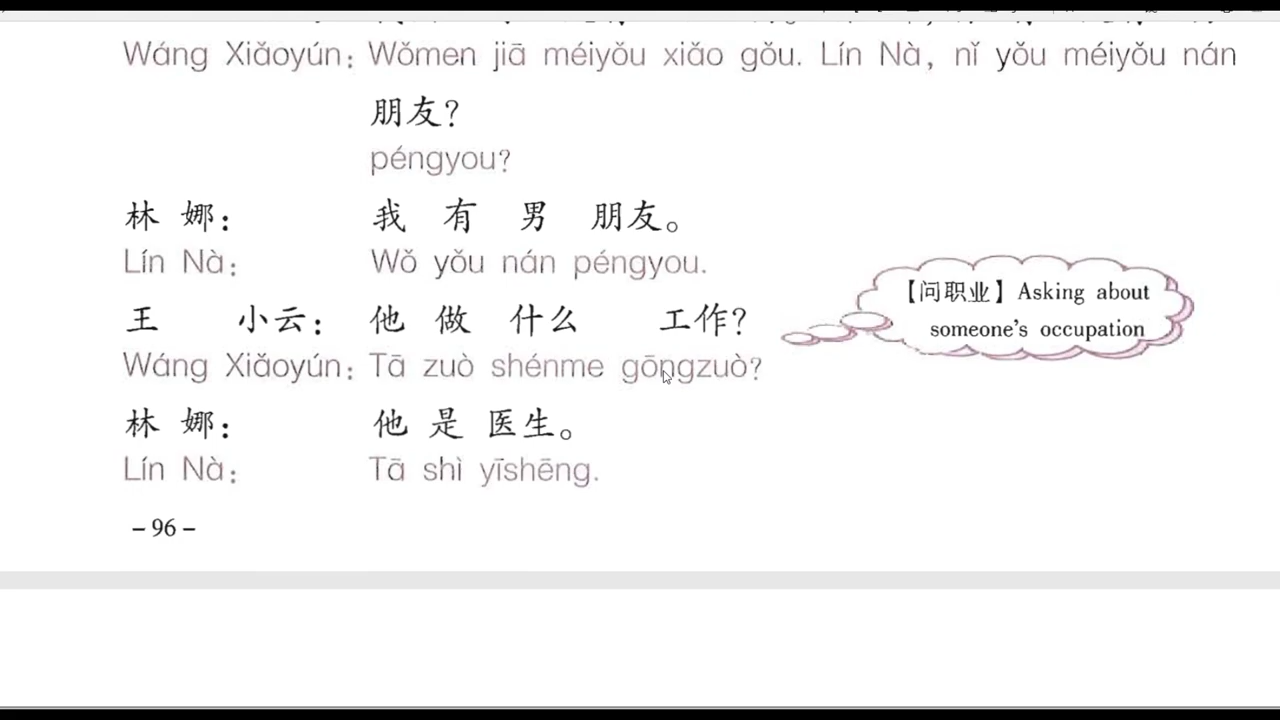 Wáng Xiǎoyún: Wǒmen jiā méiyǒu xiǎo gǒu. Lín Nà, nǐ yǒu méiyǒu nán
朋友?
péngyou?
林 娜: 我 有 男 朋友。
Lín Nà: Wǒ yǒu nán péngyou.
王 小云: 他 做 什么 工作?
Wáng Xiǎoyún: Tā zuò shénme gōngzuò?
【问职业】Asking about
someone's occupation
林 娜: 他 是 医生。
Lín Nà: Tā shì yīshēng.
– 96 –